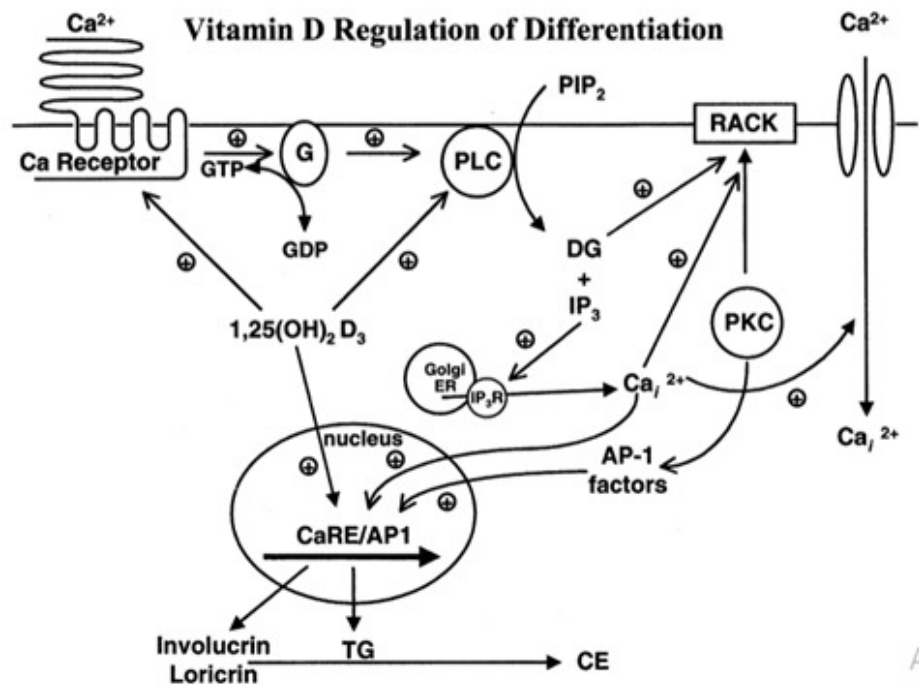 Vitamin D Regulation of Differentiation
Ca²⁺
Ca²⁺
PIP₂
RACK
Ca Receptor
⊕
G
⊕
PLC
GTP
GDP
⊕
DG
+
IP₃
⊕
⊕
⊕
1,25(OH)₂ D₃
PKC
⊕
Golgi
ER
IP₃R
Caᵢ ²⁺
⊕
Caᵢ ²⁺
nucleus
⊕
⊕
AP-1
factors
⊕
CaRE/AP1
Involucrin
Loricrin
TG
CE
A